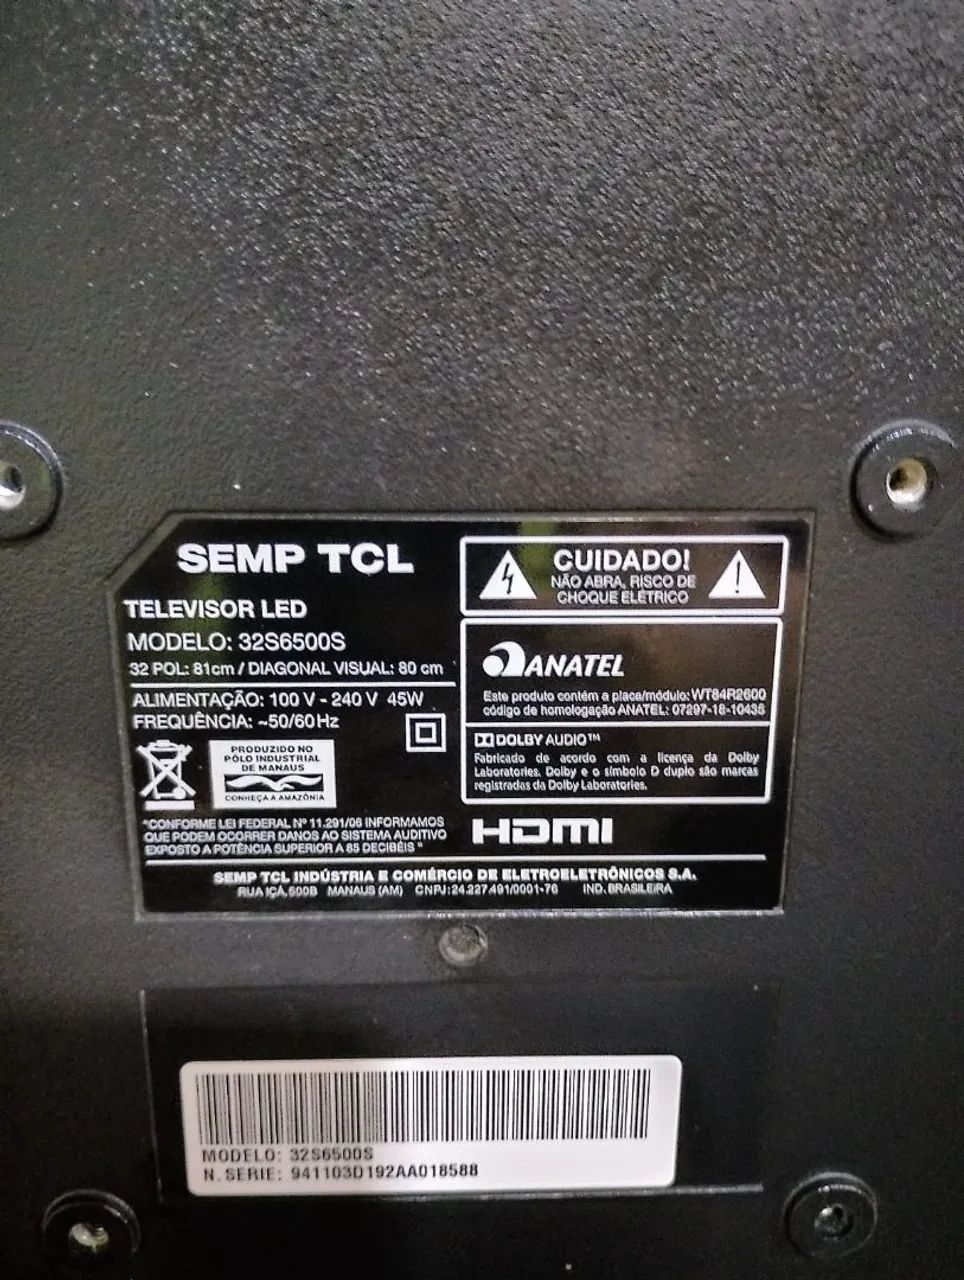 SEMP TCL
TELEVISOR LED
MODELO: 32S6500S
32 POL: 81cm / DIAGONAL VISUAL: 80 cm
ALIMENTAÇÃO: 100 V - 240 V 45W
FREQUÊNCIA: ~50/60Hz
PRODUZIDO NO
PÓLO INDUSTRIAL
DE MANAUS
CONHEÇA A AMAZÔNIA
"CONFORME LEI FEDERAL Nº 11.291/06 INFORMAMOS
QUE PODEM OCORRER DANOS AO SISTEMA AUDITIVO
EXPOSTO A POTÊNCIA SUPERIOR A 85 DECIBÉIS"
CUIDADO!
NÃO ABRA, RISCO DE
CHOQUE ELÉTRICO
ANATEL
Este produto contém a placa/módulo: WT84R2600
código de homologação ANATEL: 07297-18-10435
DOLBY AUDIO™
Fabricado de acordo com a licença da Dolby
Laboratories. Dolby e o símbolo D duplo são marcas
registradas da Dolby Laboratories.
HDMI
SEMP TCL INDÚSTRIA E COMÉRCIO DE ELETROELETRÔNICOS S.A.
RUA IÇÁ, 500B MANAUS (AM) CNPJ: 24.227.491/0001-76 IND. BRASILEIRA
MODELO: 32S6500S
N. SERIE: 941103D192AA018588